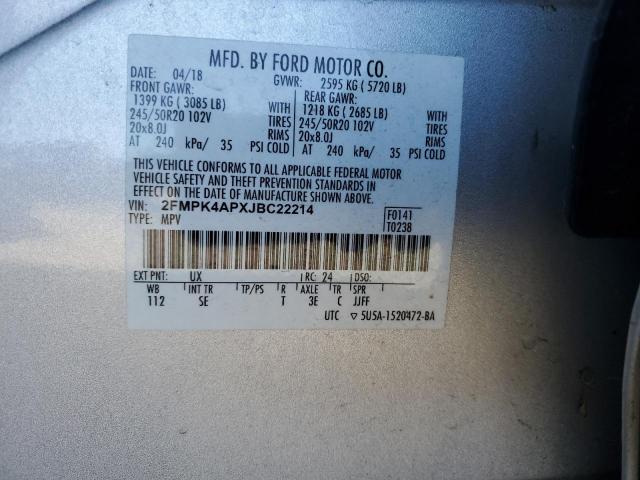 MFD. BY FORD MOTOR CO.
DATE: 04/18 GVWR: 2595 KG ( 5720 LB)
FRONT GAWR: REAR GAWR:
1399 KG ( 3085 LB) WITH 1218 KG ( 2685 LB) WITH
245/50R20 102V TIRES 245/50R20 102V TIRES
20x8.0J RIMS 20x8.0J RIMS
AT 240 kPa/ 35 PSI COLD AT 240 kPa/ 35 PSI COLD
THIS VEHICLE CONFORMS TO ALL APPLICABLE FEDERAL MOTOR
VEHICLE SAFETY AND THEFT PREVENTION STANDARDS IN
EFFECT ON THE DATE OF MANUFACTURE SHOWN ABOVE.
VIN: 2FMPK4APXJBC22214 F0141
TYPE: MPV T0238
EXT PNT: UX RC: 24 DSO:
WB INT TR TP/PS R AXLE TR SPR
112 SE T 3E C JJFF
UTC ▽ 5U5A-1520472-BA